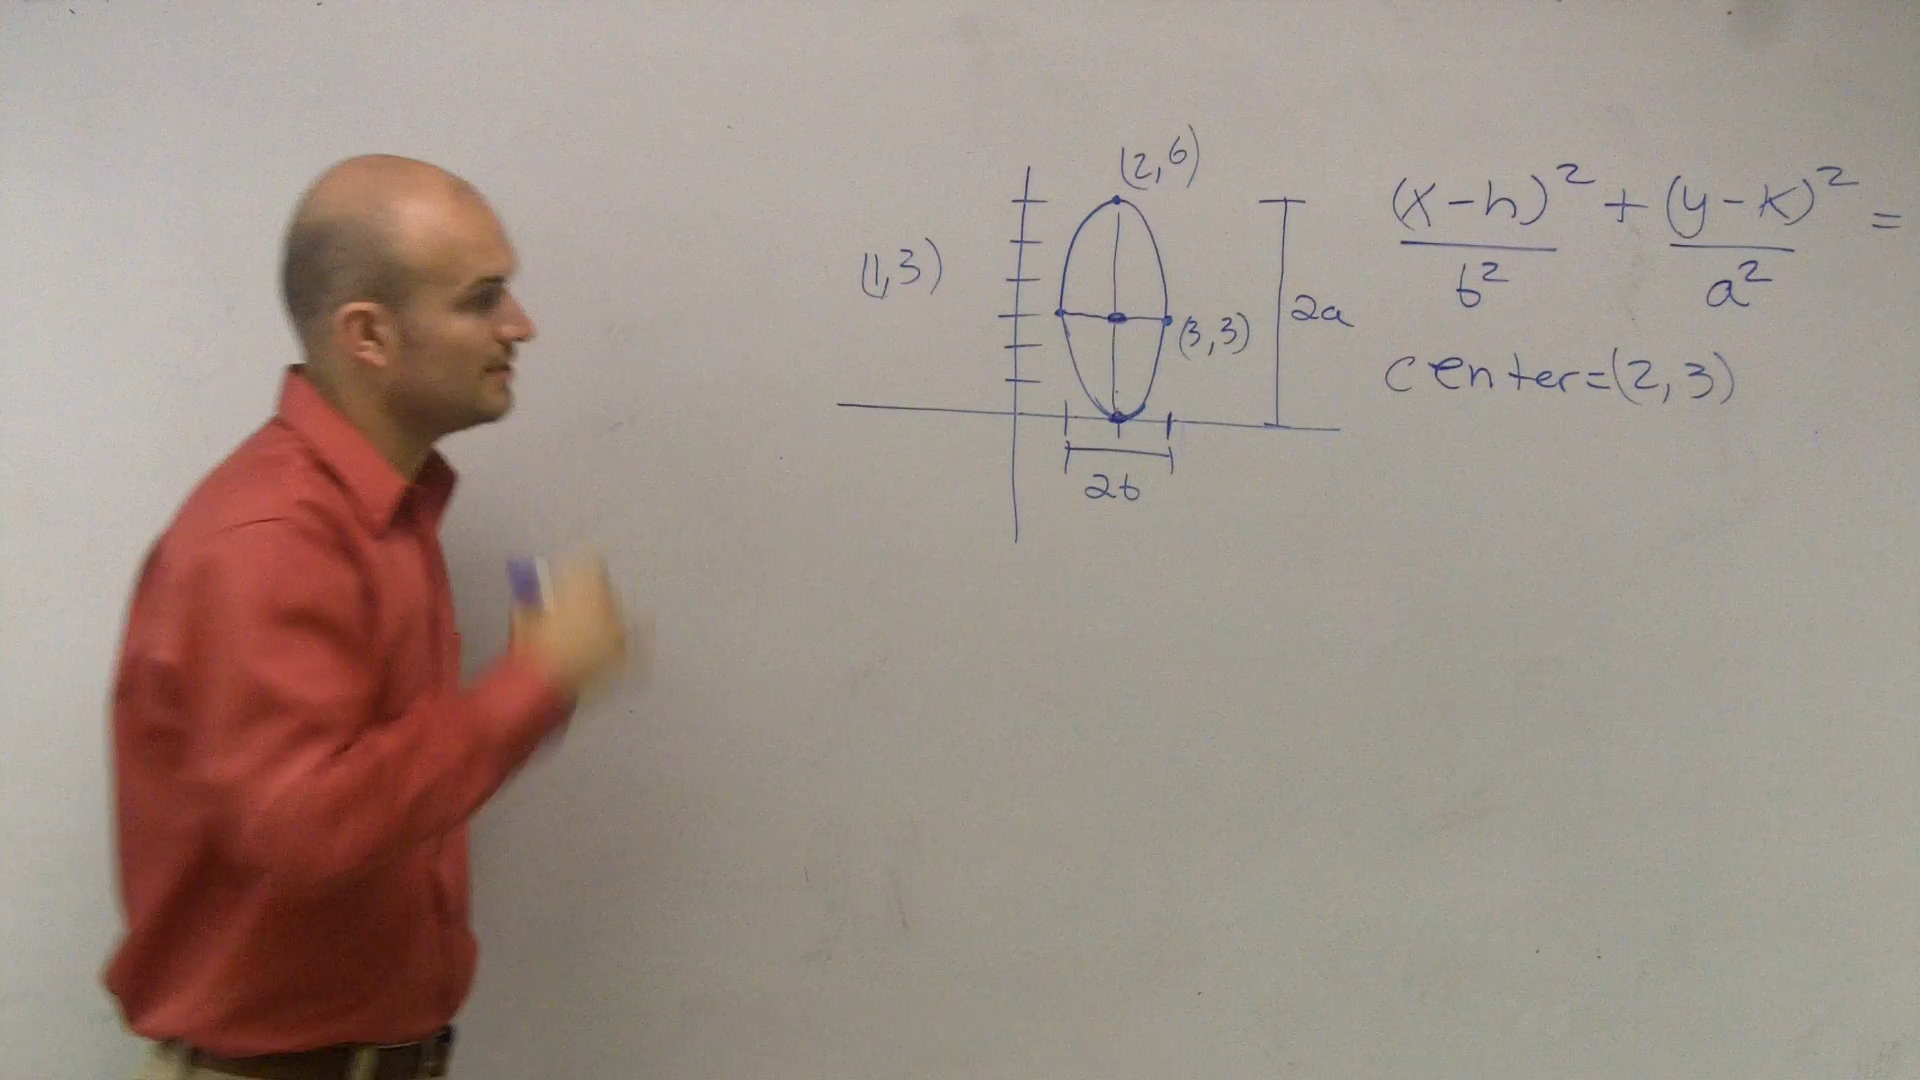 (2,6)
(1,3)
(3,3)
2a
2b
(x-h)² + (y-k)² =
b² a²
center=(2,3)